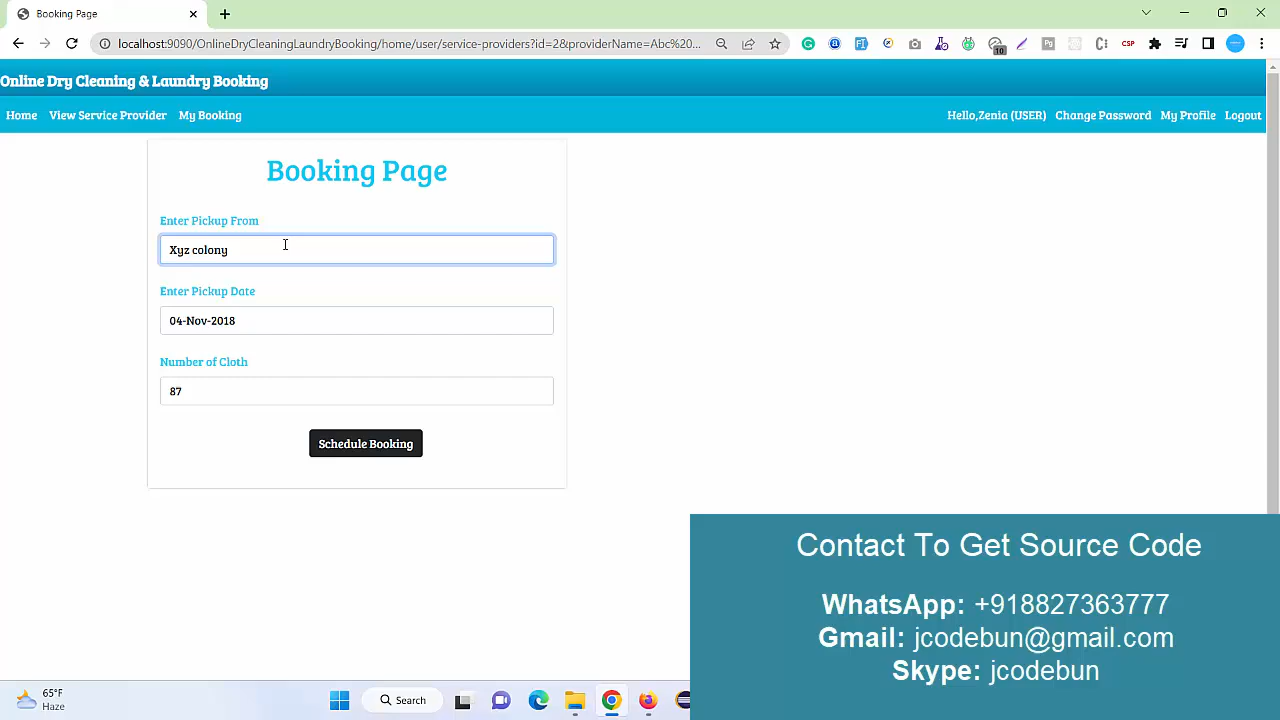 Booking Page
localhost:9090/OnlineDryCleaningLaundryBooking/home/user/service-providers?id=2&providerName=Abc%20...
10
Pg
CSP
Online Dry Cleaning & Laundry Booking
Home View Service Provider My Booking Hello,Zenia (USER) Change Password My Profile Logout
Booking Page
Enter Pickup From
Xyz colony
Enter Pickup Date
04-Nov-2018
Number of Cloth
87
Schedule Booking
Contact To Get Source Code
WhatsApp: +918827363777
Gmail: jcodebun@gmail.com
Skype: jcodebun
65°F
Haze
Search